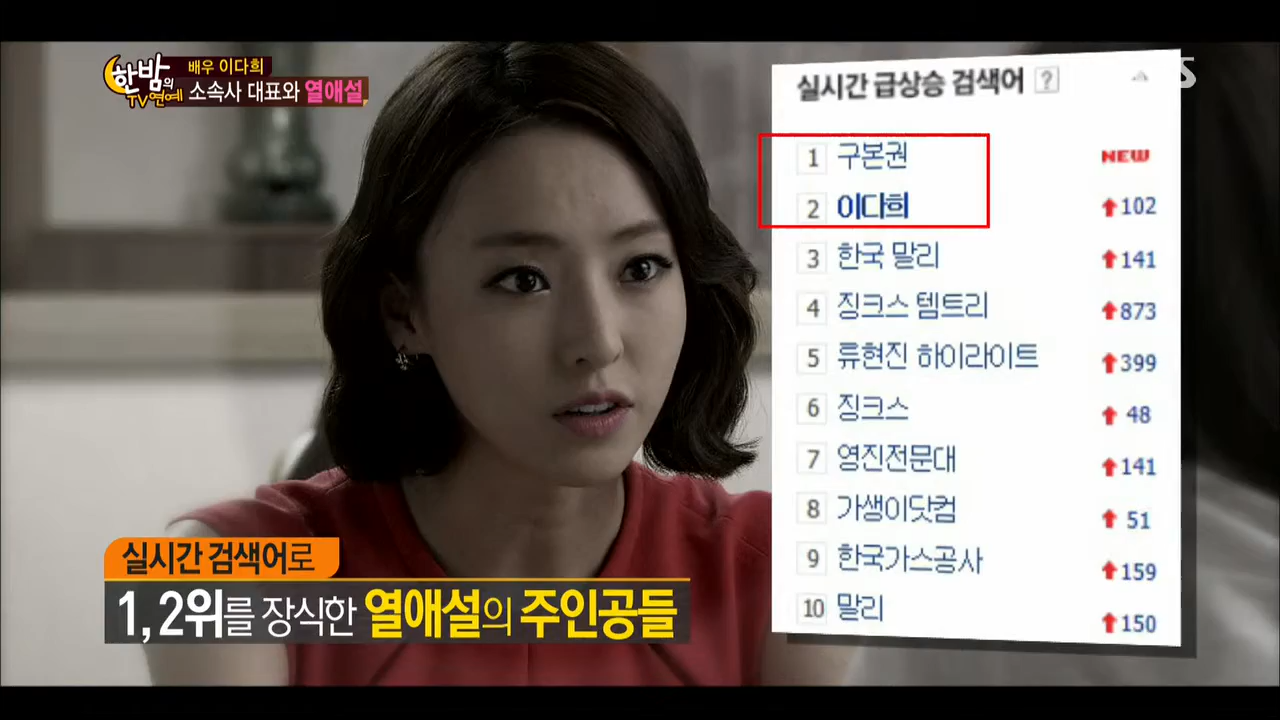 한밤의
TV연예
배우 이다희
소속사 대표와 열애설
실시간 급상승 검색어 ?
S
1 구본권 NEW
2 이다희 102
3 한국 말리 141
4 징크스 템트리 873
5 류현진 하이라이트 399
6 징크스 48
7 영진전문대 141
8 가생이닷컴 51
9 한국가스공사 159
10 말리 150
실시간 검색어로
1, 2위를 장식한 열애설의 주인공들